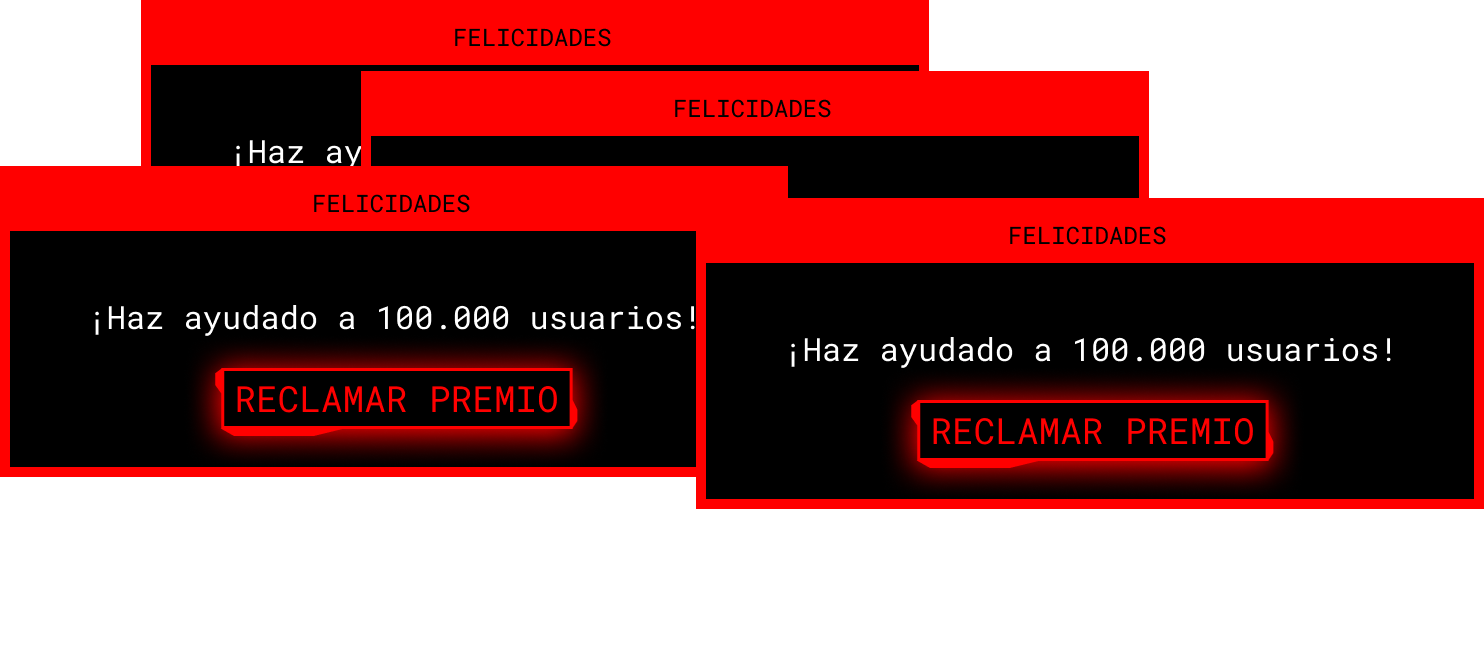 FELICIDADES
¡Haz ay
FELICIDADES
FELICIDADES
¡Haz ayudado a 100.000 usuarios!
RECLAMAR PREMIO
FELICIDADES
¡Haz ayudado a 100.000 usuarios!
RECLAMAR PREMIO